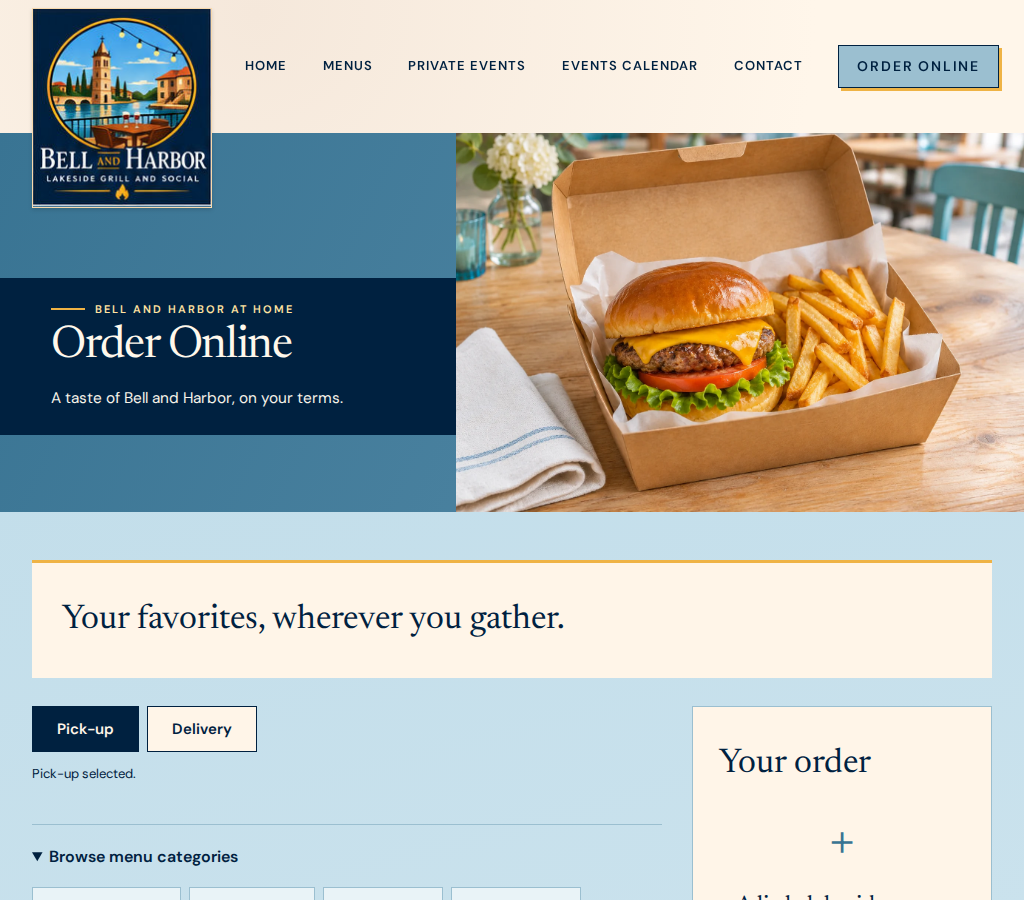 HOME MENUS PRIVATE EVENTS EVENTS CALENDAR CONTACT ORDER ONLINE
BELL AND HARBOR
LAKESIDE GRILL AND SOCIAL
BELL AND HARBOR AT HOME
Order Online
A taste of Bell and Harbor, on your terms.
Your favorites, wherever you gather.
Pick-up Delivery
Pick-up selected.
Your order
+
▼ Browse menu categories